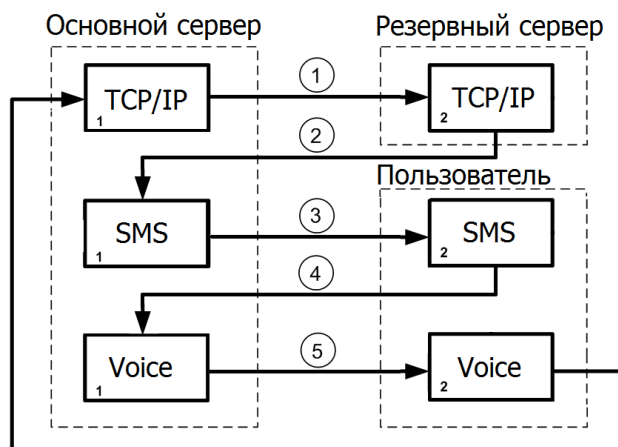 Основной сервер
Резервный сервер
TCP/IP
1
1
TCP/IP
2
2
Пользователь
SMS
1
3
SMS
2
4
Voice
1
5
Voice
2